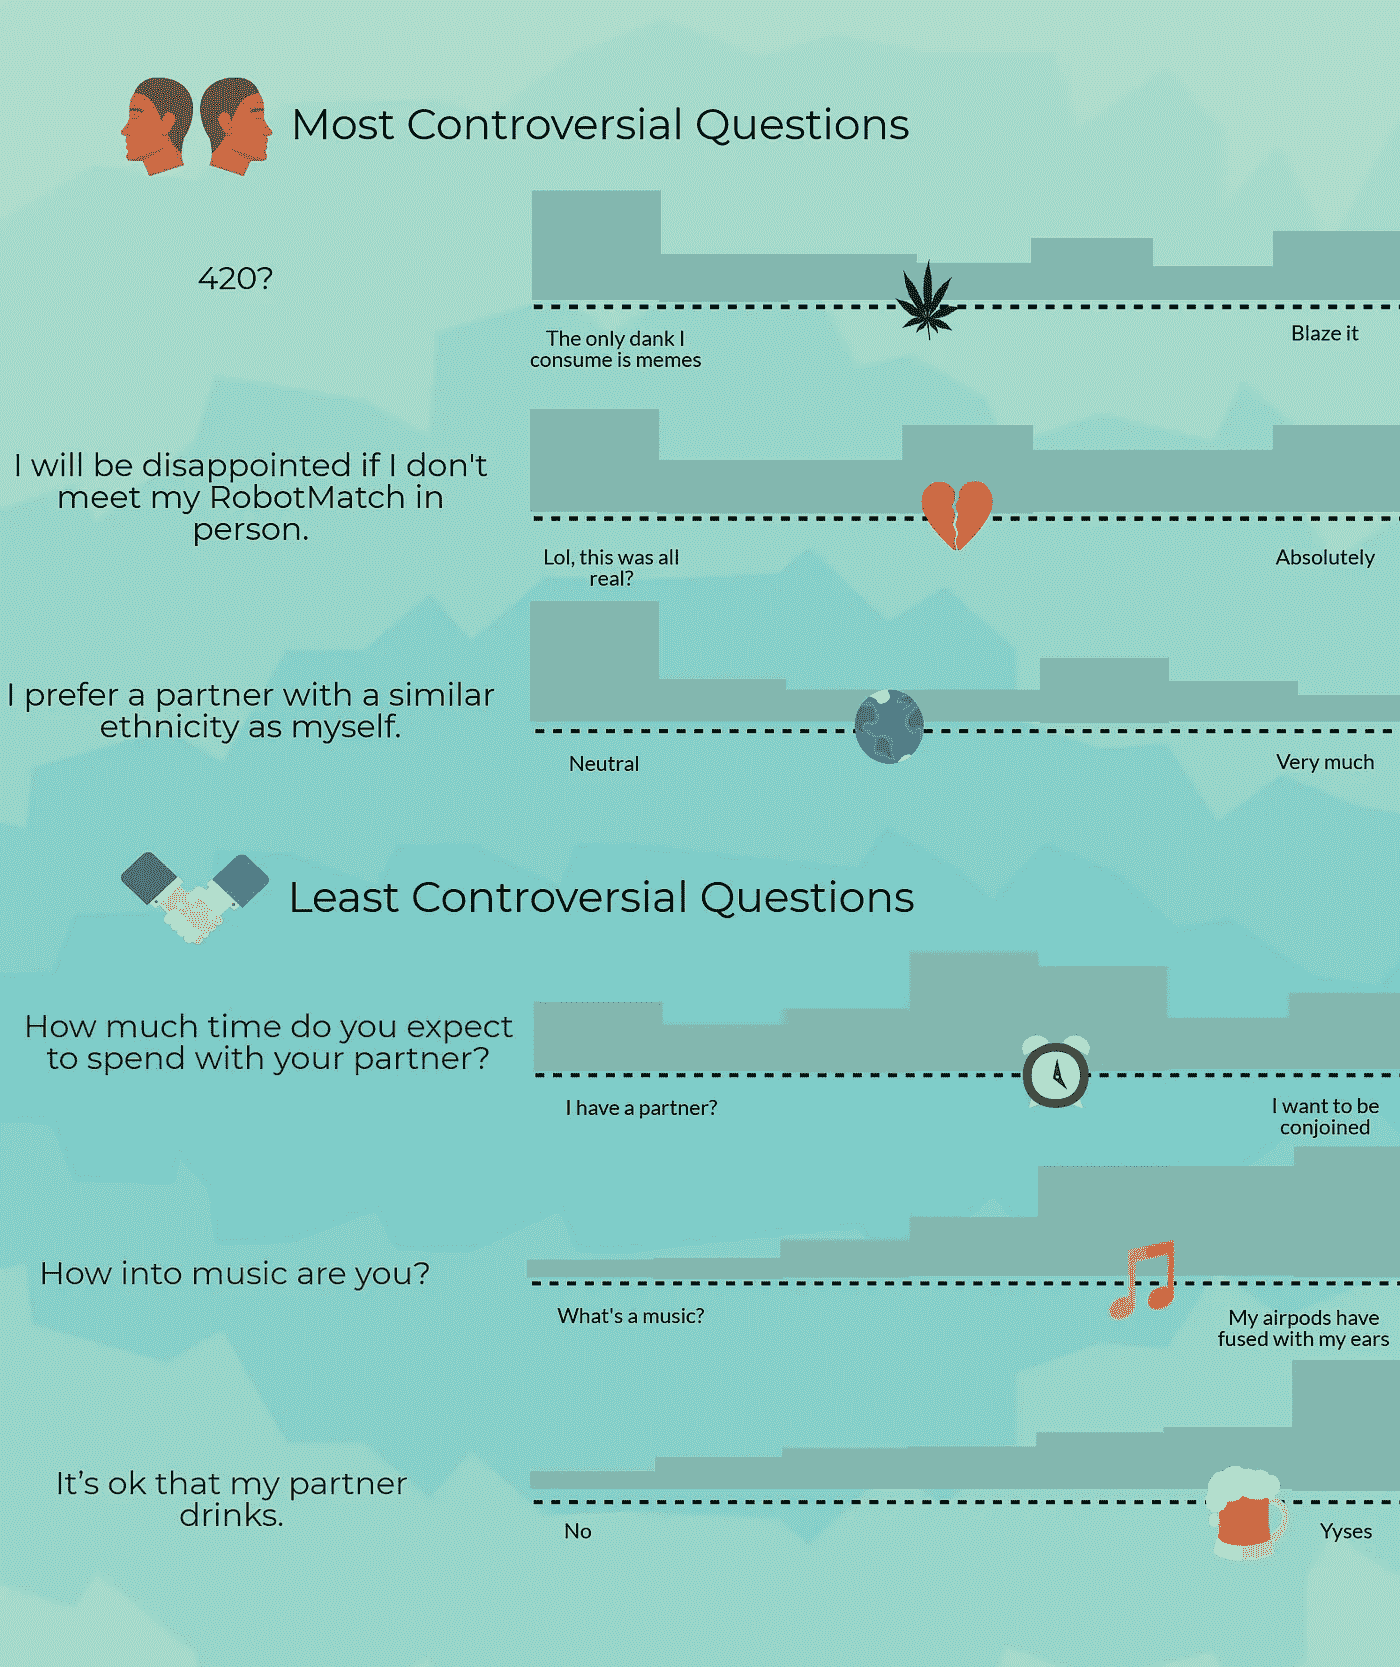 Most Controversial Questions
420?
The only dank I
consume is memes
Blaze it
I will be disappointed if I don't
meet my RobotMatch in
person.
Lol, this was all
real?
Absolutely
I prefer a partner with a similar
ethnicity as myself.
Neutral
Very much
Least Controversial Questions
How much time do you expect
to spend with your partner?
I have a partner?
I want to be
conjoined
How into music are you?
What's a music?
My airpods have
fused with my ears
It’s ok that my partner
drinks.
No
Yyses